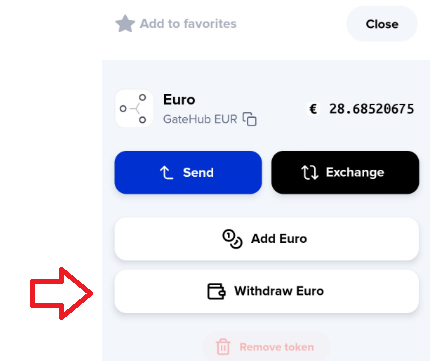 Add to favorites
Close
Euro
GateHub EUR
€ 28.68520675
Send
Exchange
Add Euro
Withdraw Euro
Remove token